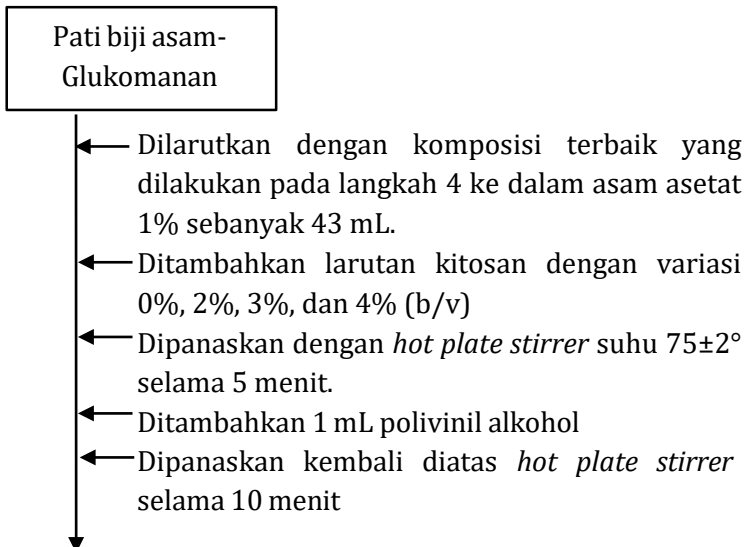 Pati biji asam-
Glukomanan
Dilarutkan dengan komposisi terbaik yang
dilakukan pada langkah 4 ke dalam asam asetat
1% sebanyak 43 mL.
Ditambahkan larutan kitosan dengan variasi
0%, 2%, 3%, dan 4% (b/v)
Dipanaskan dengan hot plate stirrer suhu 75±2°
selama 5 menit.
Ditambahkan 1 mL polivinil alkohol
Dipanaskan kembali diatas hot plate stirrer
selama 10 menit